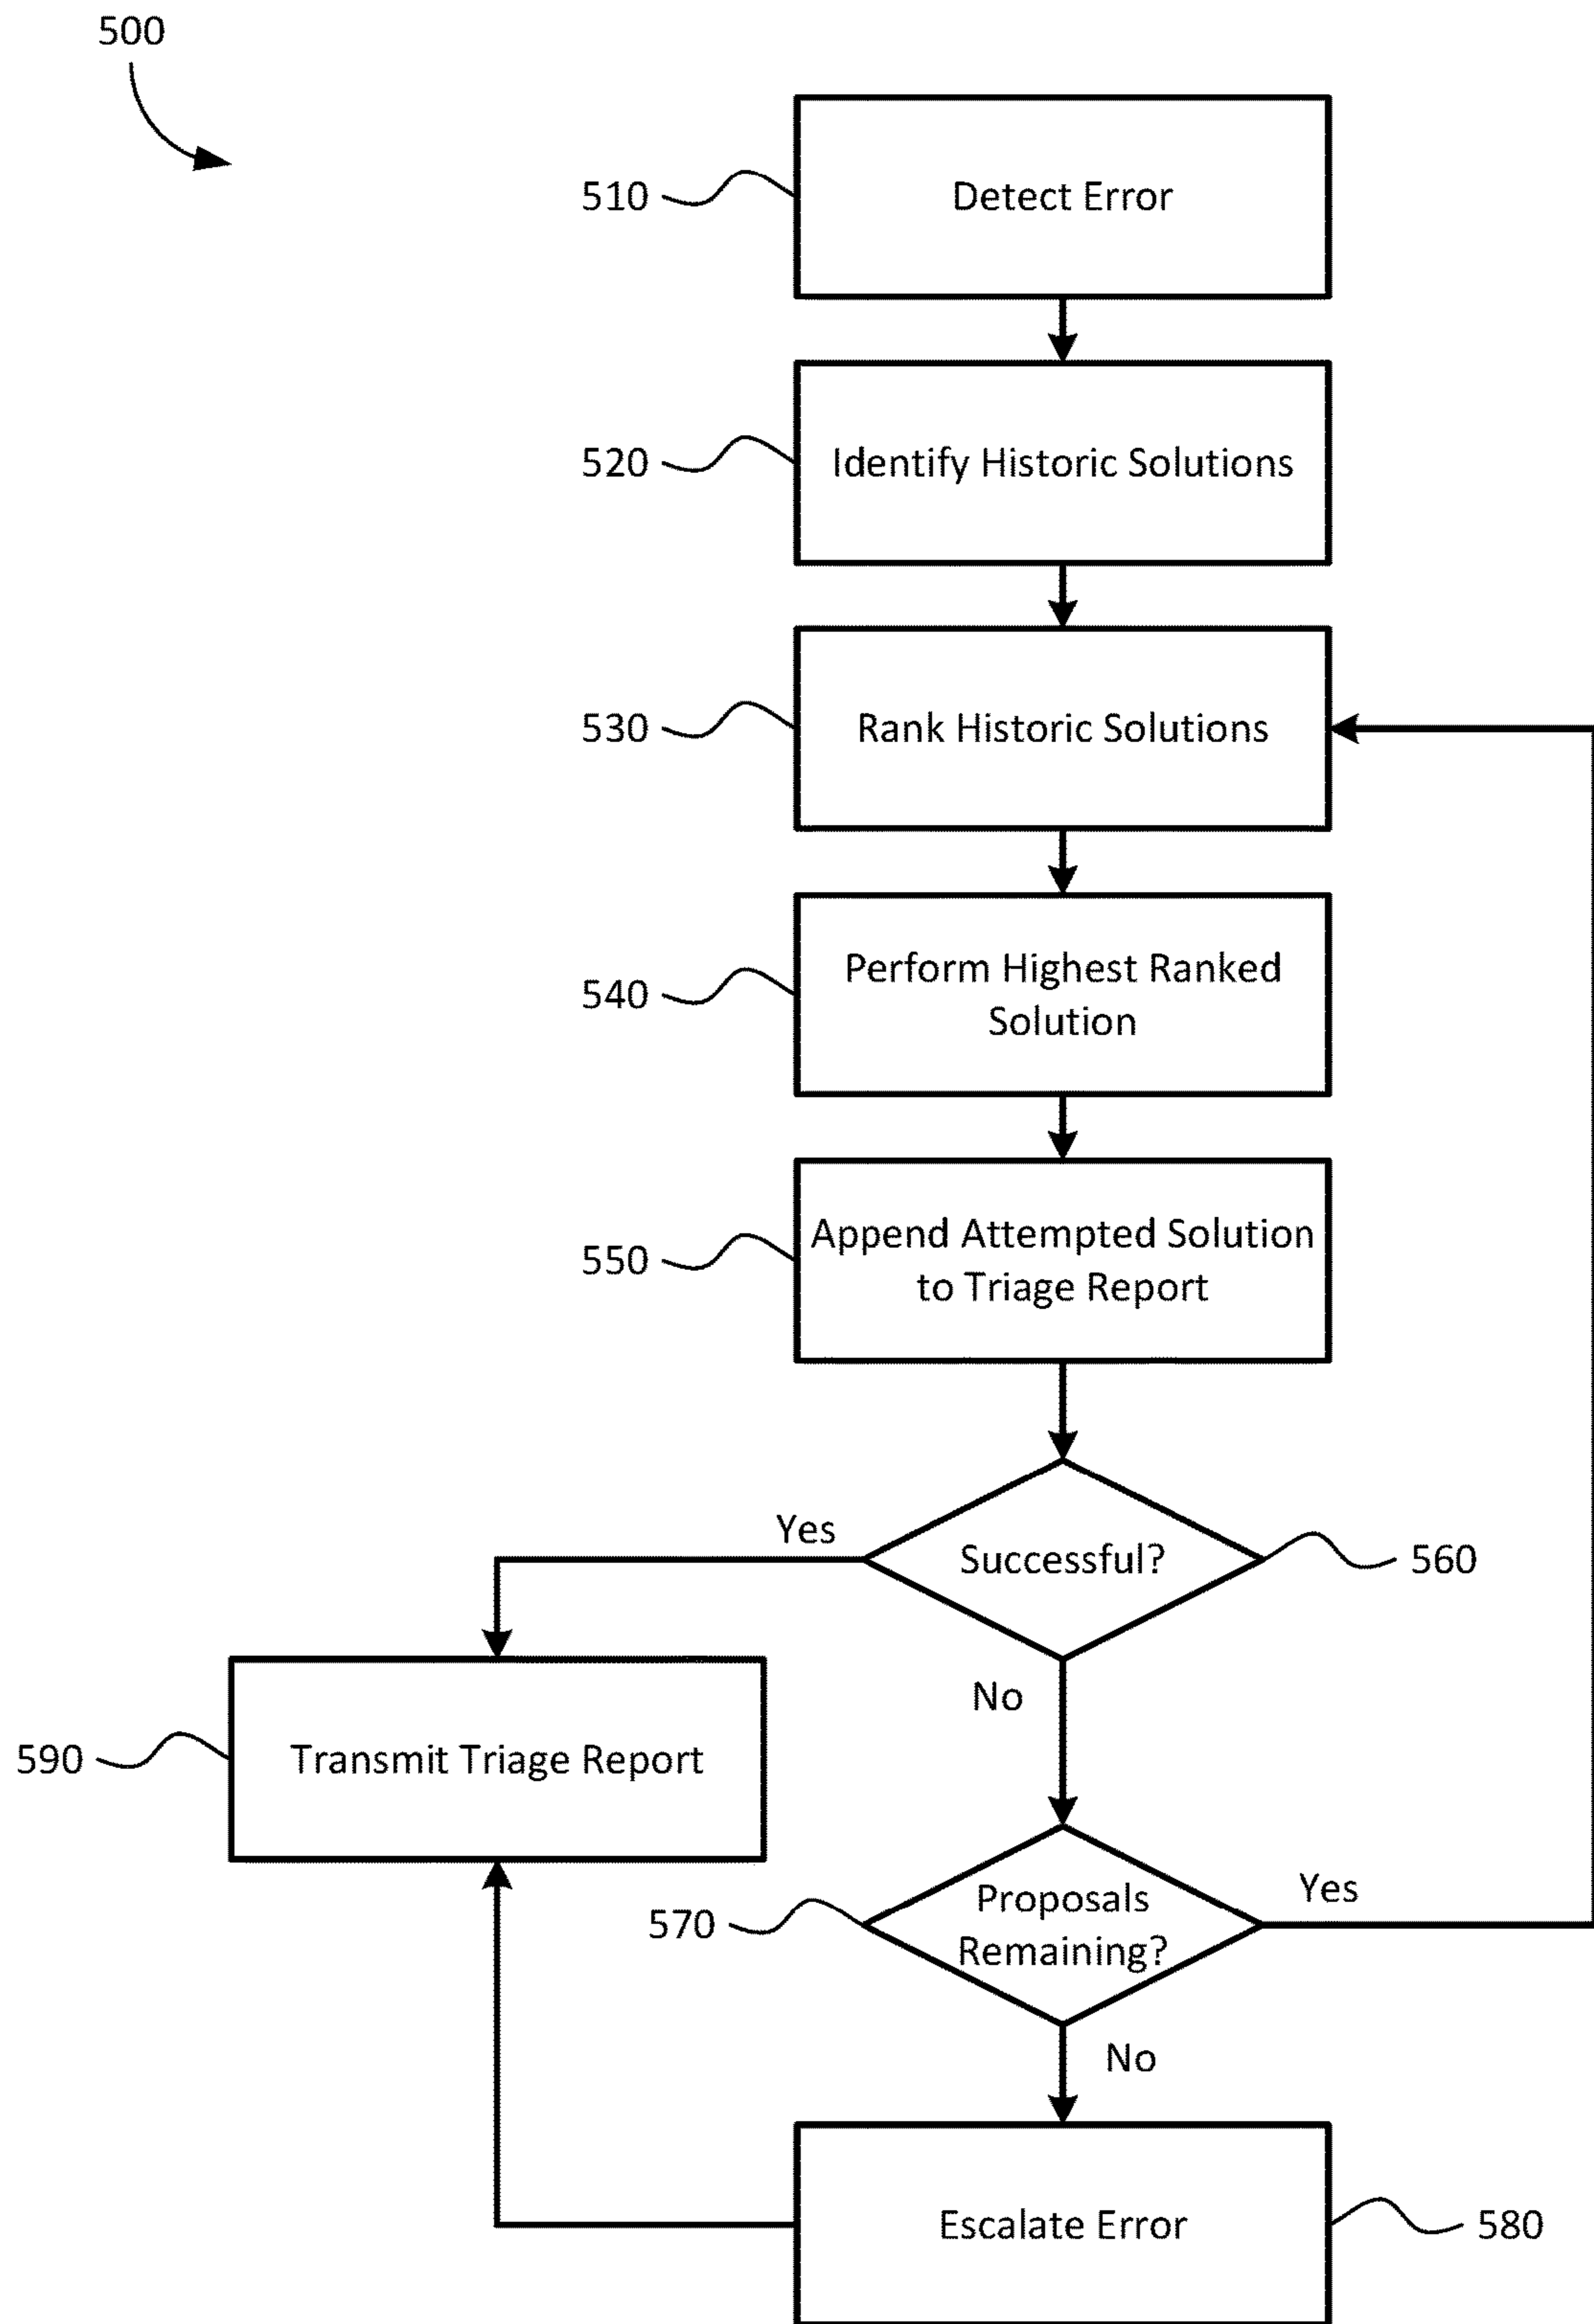 500
510
Detect Error
520
Identify Historic Solutions
530
Rank Historic Solutions
540
Perform Highest Ranked
Solution
550
Append Attempted Solution
to Triage Report
Yes
Successful?
560
No
590
Transmit Triage Report
570
Proposals
Remaining?
Yes
No
Escalate Error
580